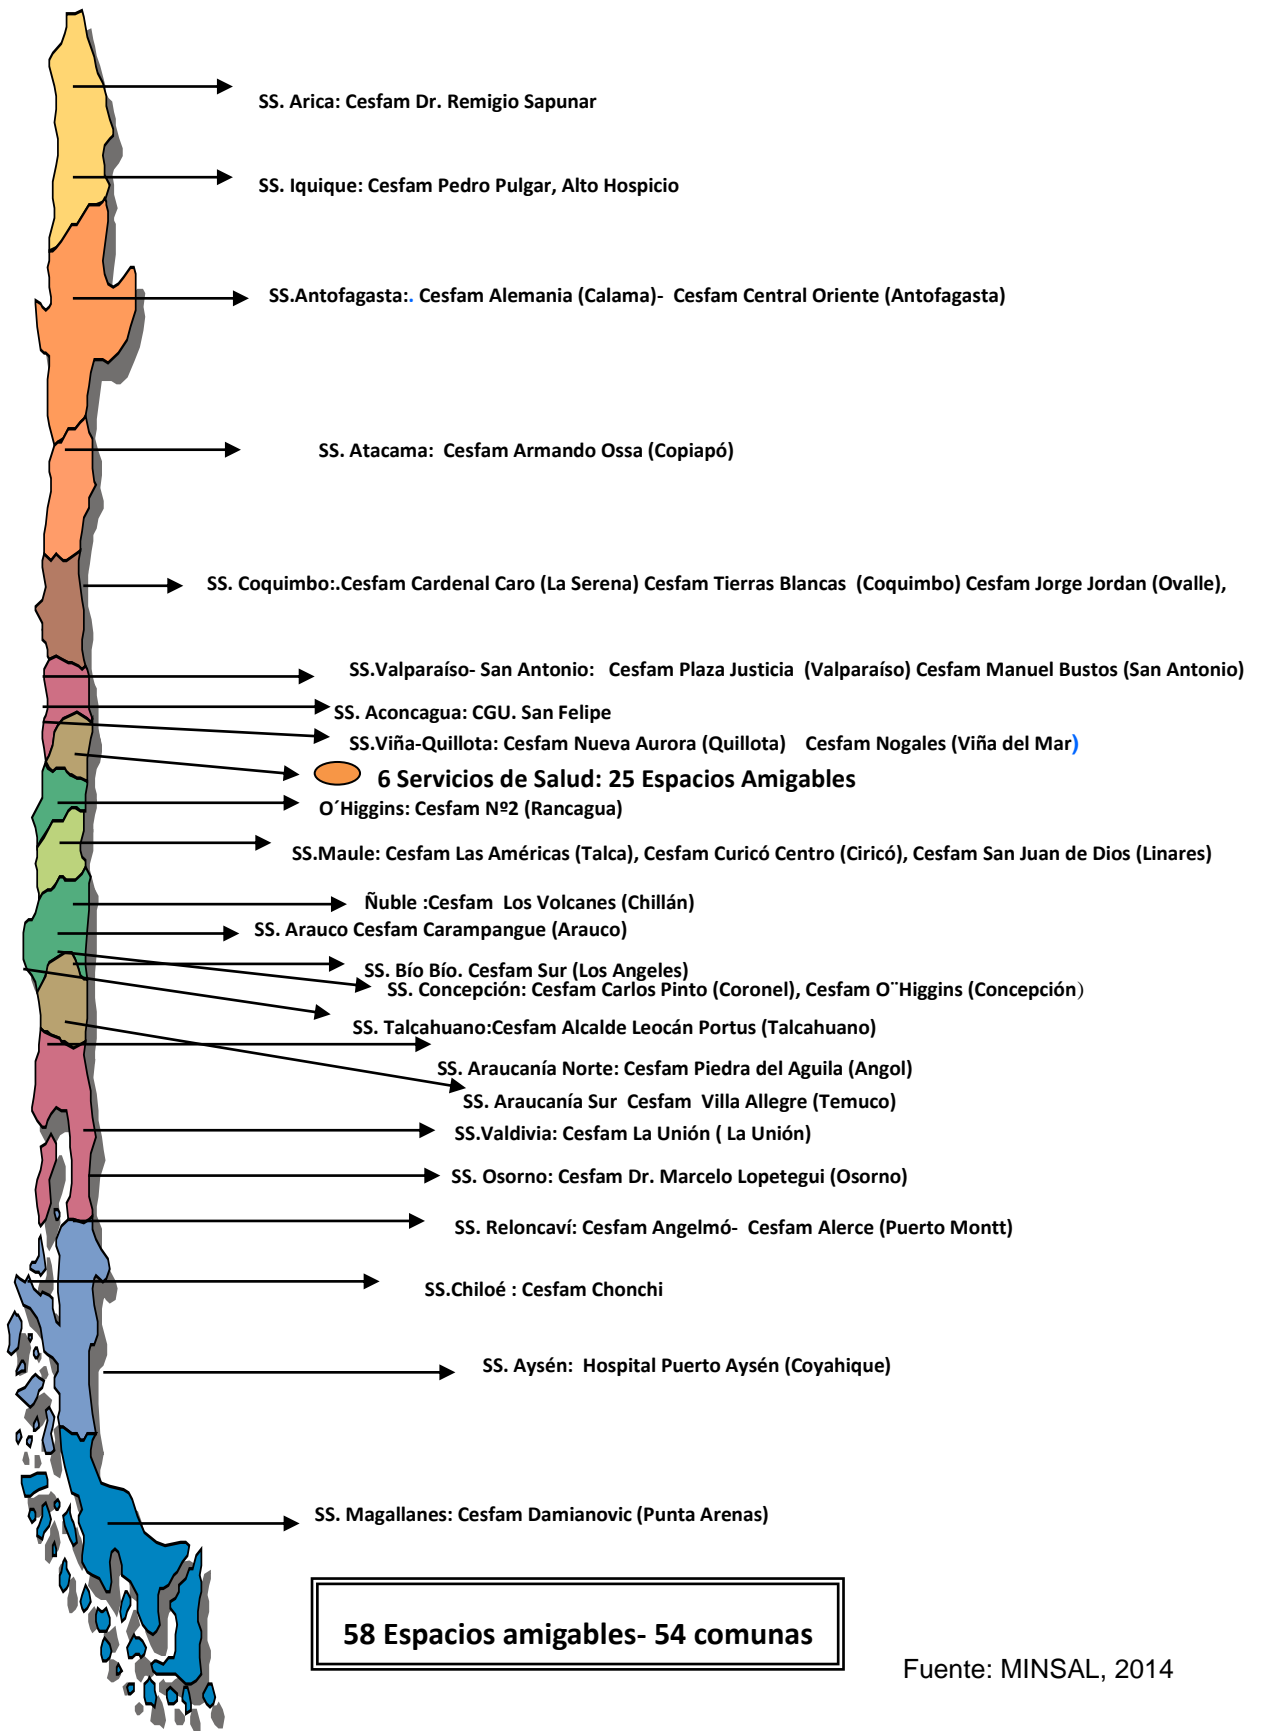 SS. Arica: Cesfam Dr. Remigio Sapunar
SS. Iquique: Cesfam Pedro Pulgar, Alto Hospicio
SS.Antofagasta:. Cesfam Alemania (Calama)- Cesfam Central Oriente (Antofagasta)
SS. Atacama: Cesfam Armando Ossa (Copiapó)
SS. Coquimbo:.Cesfam Cardenal Caro (La Serena) Cesfam Tierras Blancas (Coquimbo) Cesfam Jorge Jordan (Ovalle),
SS.Valparaíso- San Antonio: Cesfam Plaza Justicia (Valparaíso) Cesfam Manuel Bustos (San Antonio)
SS. Aconcagua: CGU. San Felipe
SS.Viña-Quillota: Cesfam Nueva Aurora (Quillota) Cesfam Nogales (Viña del Mar)
6 Servicios de Salud: 25 Espacios Amigables
O´Higgins: Cesfam Nº2 (Rancagua)
SS.Maule: Cesfam Las Américas (Talca), Cesfam Curicó Centro (Ciricó), Cesfam San Juan de Dios (Linares)
Ñuble :Cesfam Los Volcanes (Chillán)
SS. Arauco Cesfam Carampangue (Arauco)
SS. Bío Bío. Cesfam Sur (Los Angeles)
SS. Concepción: Cesfam Carlos Pinto (Coronel), Cesfam O¨Higgins (Concepción)
SS. Talcahuano:Cesfam Alcalde Leocán Portus (Talcahuano)
SS. Araucanía Norte: Cesfam Piedra del Aguila (Angol)
SS. Araucanía Sur Cesfam Villa Allegre (Temuco)
SS.Valdivia: Cesfam La Unión ( La Unión)
SS. Osorno: Cesfam Dr. Marcelo Lopetegui (Osorno)
SS. Reloncaví: Cesfam Angelmó- Cesfam Alerce (Puerto Montt)
SS.Chiloé : Cesfam Chonchi
SS. Aysén: Hospital Puerto Aysén (Coyahique)
SS. Magallanes: Cesfam Damianovic (Punta Arenas)
58 Espacios amigables- 54 comunas
Fuente: MINSAL, 2014